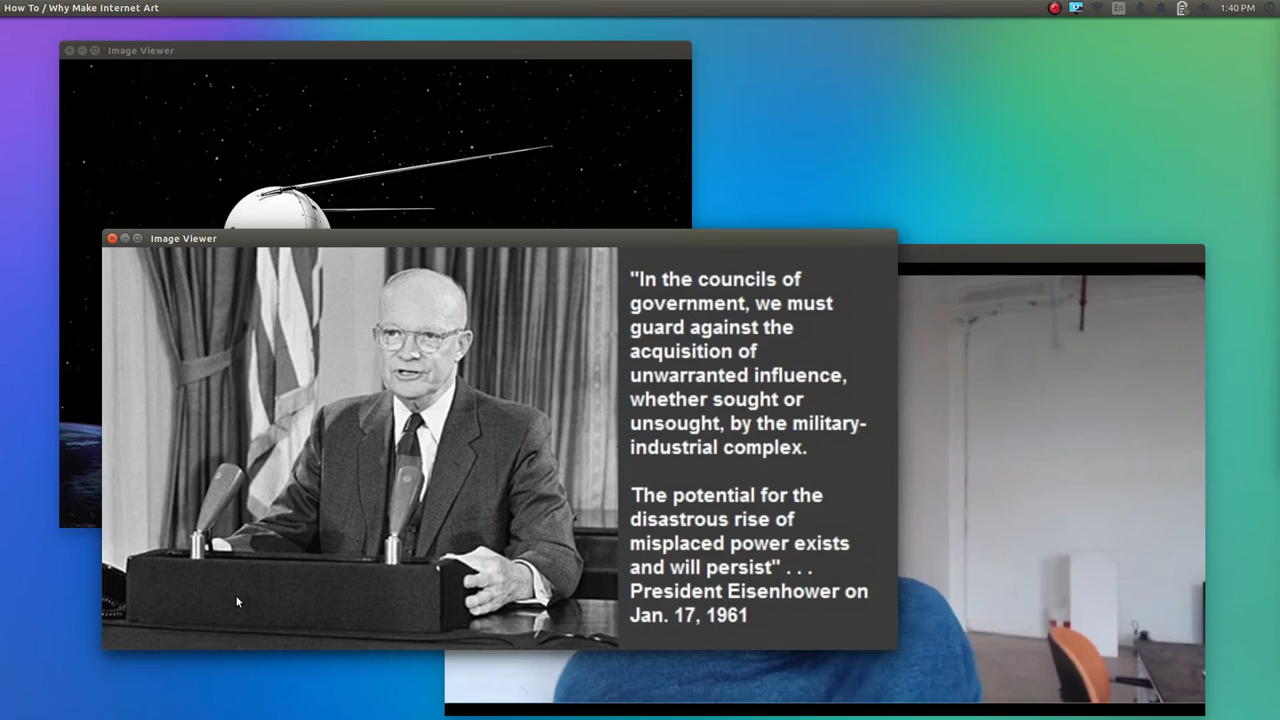 How To / Why Make Internet Art
En
1:40 PM
Image Viewer
Image Viewer
"In the councils of
government, we must
guard against the
acquisition of
unwarranted influence,
whether sought or
unsought, by the military-
industrial complex.
The potential for the
disastrous rise of
misplaced power exists
and will persist" . . .
President Eisenhower on
Jan. 17, 1961